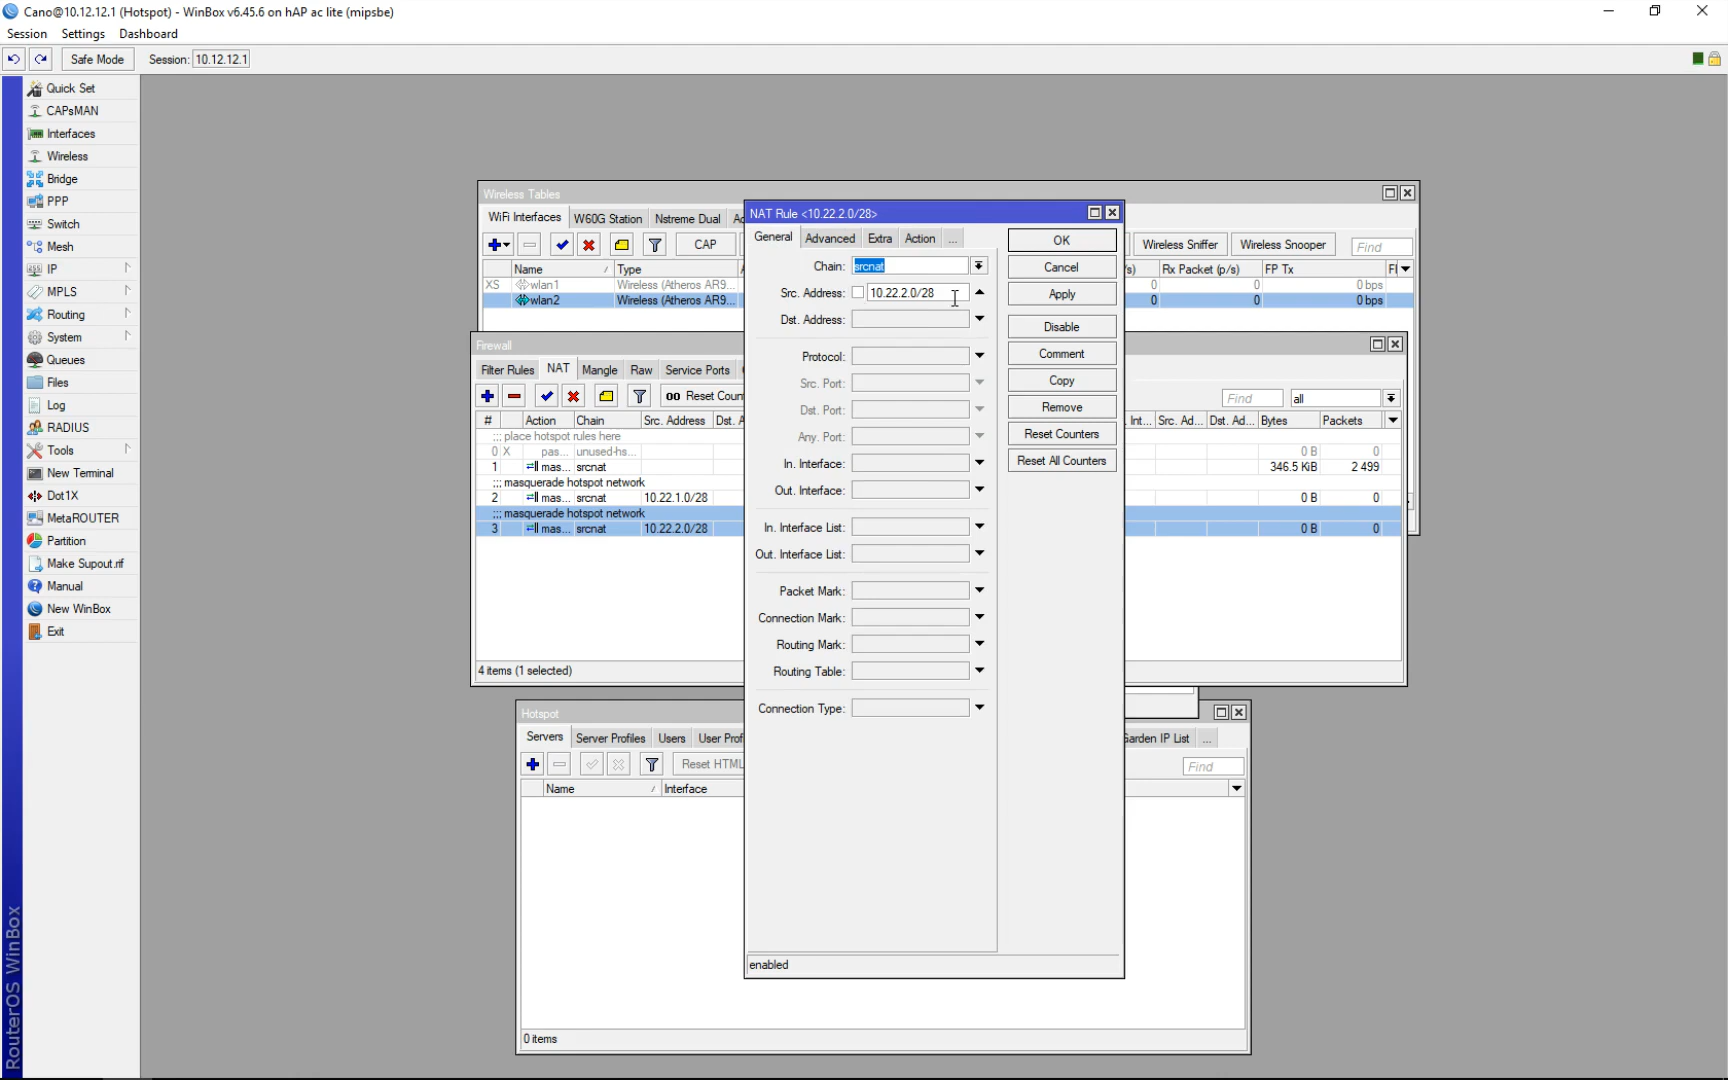 Cano@10.12.12.1 (Hotspot) - WinBox v6.45.6 on hAP ac lite (mipsbe)
Session Settings Dashboard
Safe Mode Session: 10.12.12.1
Quick Set
CAPsMAN
Interfaces
Wireless
Bridge
PPP
Switch
Mesh
IP
MPLS
Routing
System
Queues
Files
Log
RADIUS
Tools
New Terminal
Dot1X
MetaROUTER
Partition
Make Supout.rif
Manual
New WinBox
Exit
RouterOS WinBox
Wireless Tables
WiFi Interfaces W60G Station Nstreme Dual
CAP Wireless Sniffer Wireless Snooper Find
Name / Type Rx Packet (p/s) FP Tx
XS wlan1 Wireless (Atheros AR9... 0 0 0 bps
wlan2 Wireless (Atheros AR9... 0 0 0 bps
Firewall
Filter Rules NAT Mangle Raw Service Ports
00 Reset Coun Find all
# Action Chain Src. Address Dst. A Int... Src. Ad... Dst. Ad... Bytes Packets
;;; place hotspot rules here
0 X pas... unused-hs... 0 B 0
1 mas... srcnat 346.5 KiB 2 499
;;; masquerade hotspot network
2 mas... srcnat 10.22.1.0/28 0 B 0
;;; masquerade hotspot network
3 mas... srcnat 10.22.2.0/28 0 B 0
4 items (1 selected)
NAT Rule <10.22.2.0/28>
General Advanced Extra Action ...
Chain: srcnat
Src. Address: 10.22.2.0/28
Dst. Address:
Protocol:
Src. Port:
Dst. Port:
Any. Port:
In. Interface:
Out. Interface:
In. Interface List:
Out. Interface List:
Packet Mark:
Connection Mark:
Routing Mark:
Routing Table:
Connection Type:
enabled
OK
Cancel
Apply
Disable
Comment
Copy
Remove
Reset Counters
Reset All Counters
Hotspot
Servers Server Profiles Users User Prof Garden IP List ...
Reset HTML Find
Name / Interface
0 items